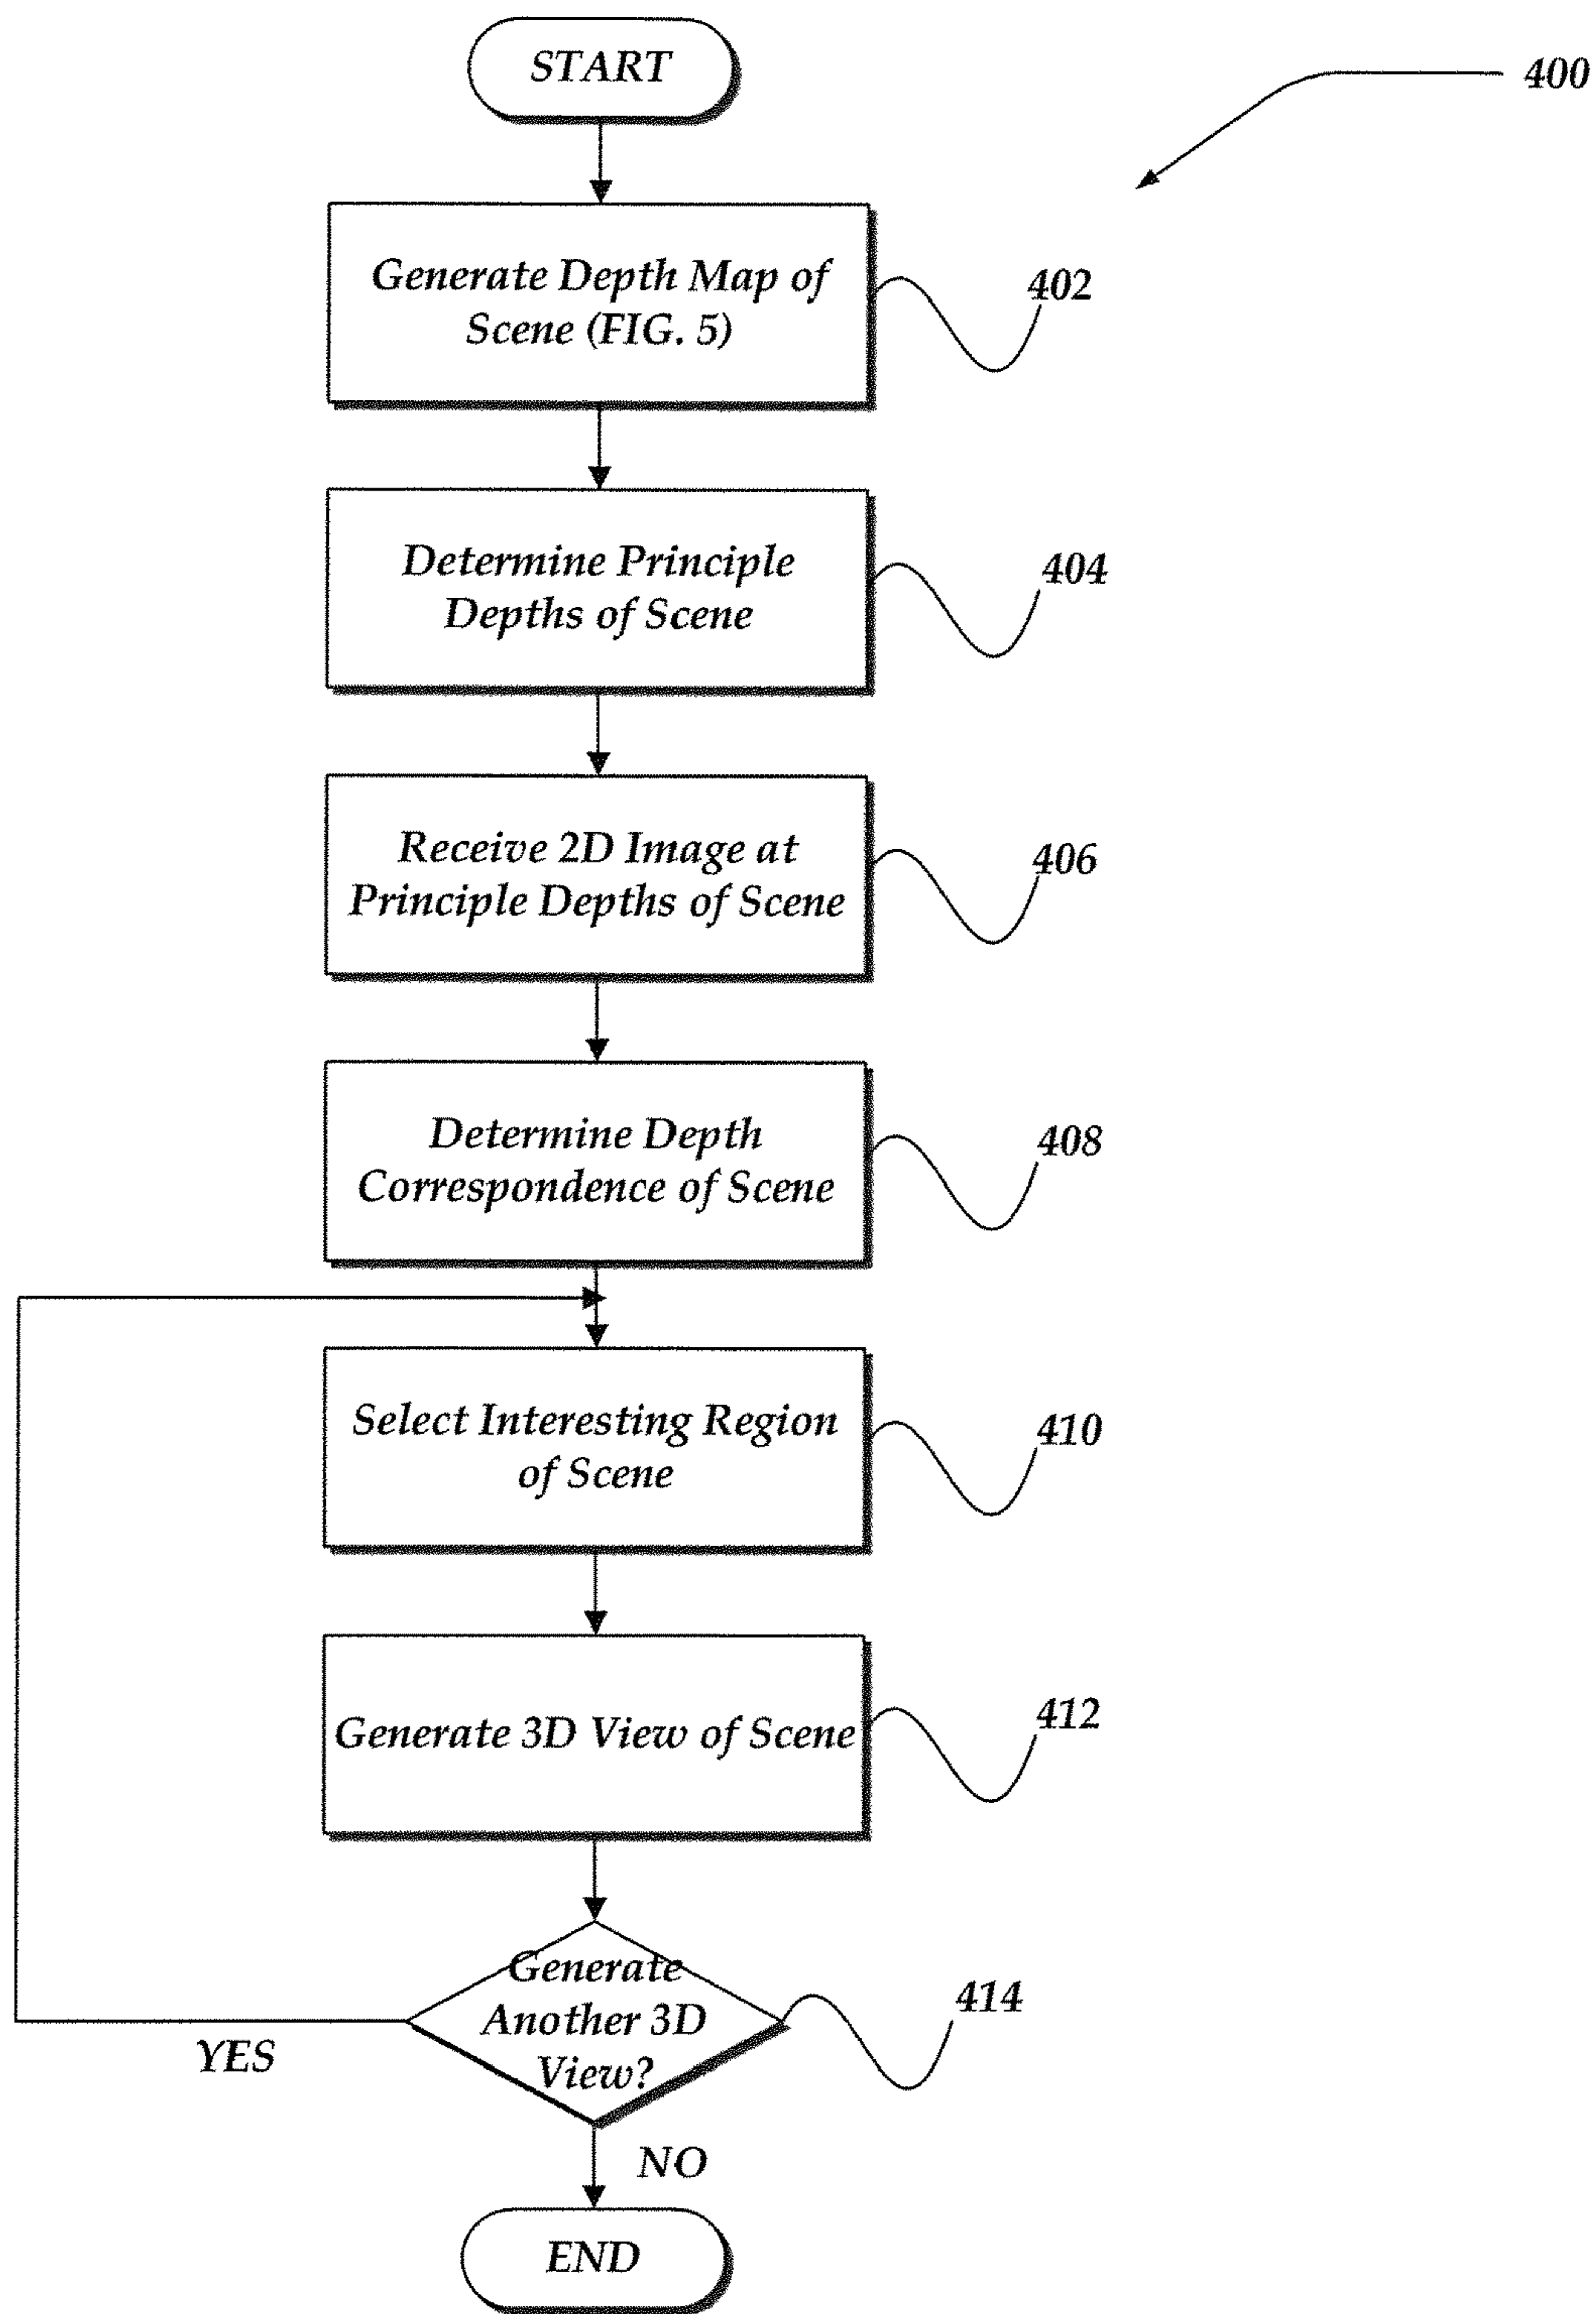 START
400
Generate Depth Map of
Scene (FIG. 5)
402
Determine Principle
Depths of Scene
404
Receive 2D Image at
Principle Depths of Scene
406
Determine Depth
Correspondence of Scene
408
Select Interesting Region
of Scene
410
Generate 3D View of Scene
412
Generate
Another 3D
View?
414
YES
NO
END